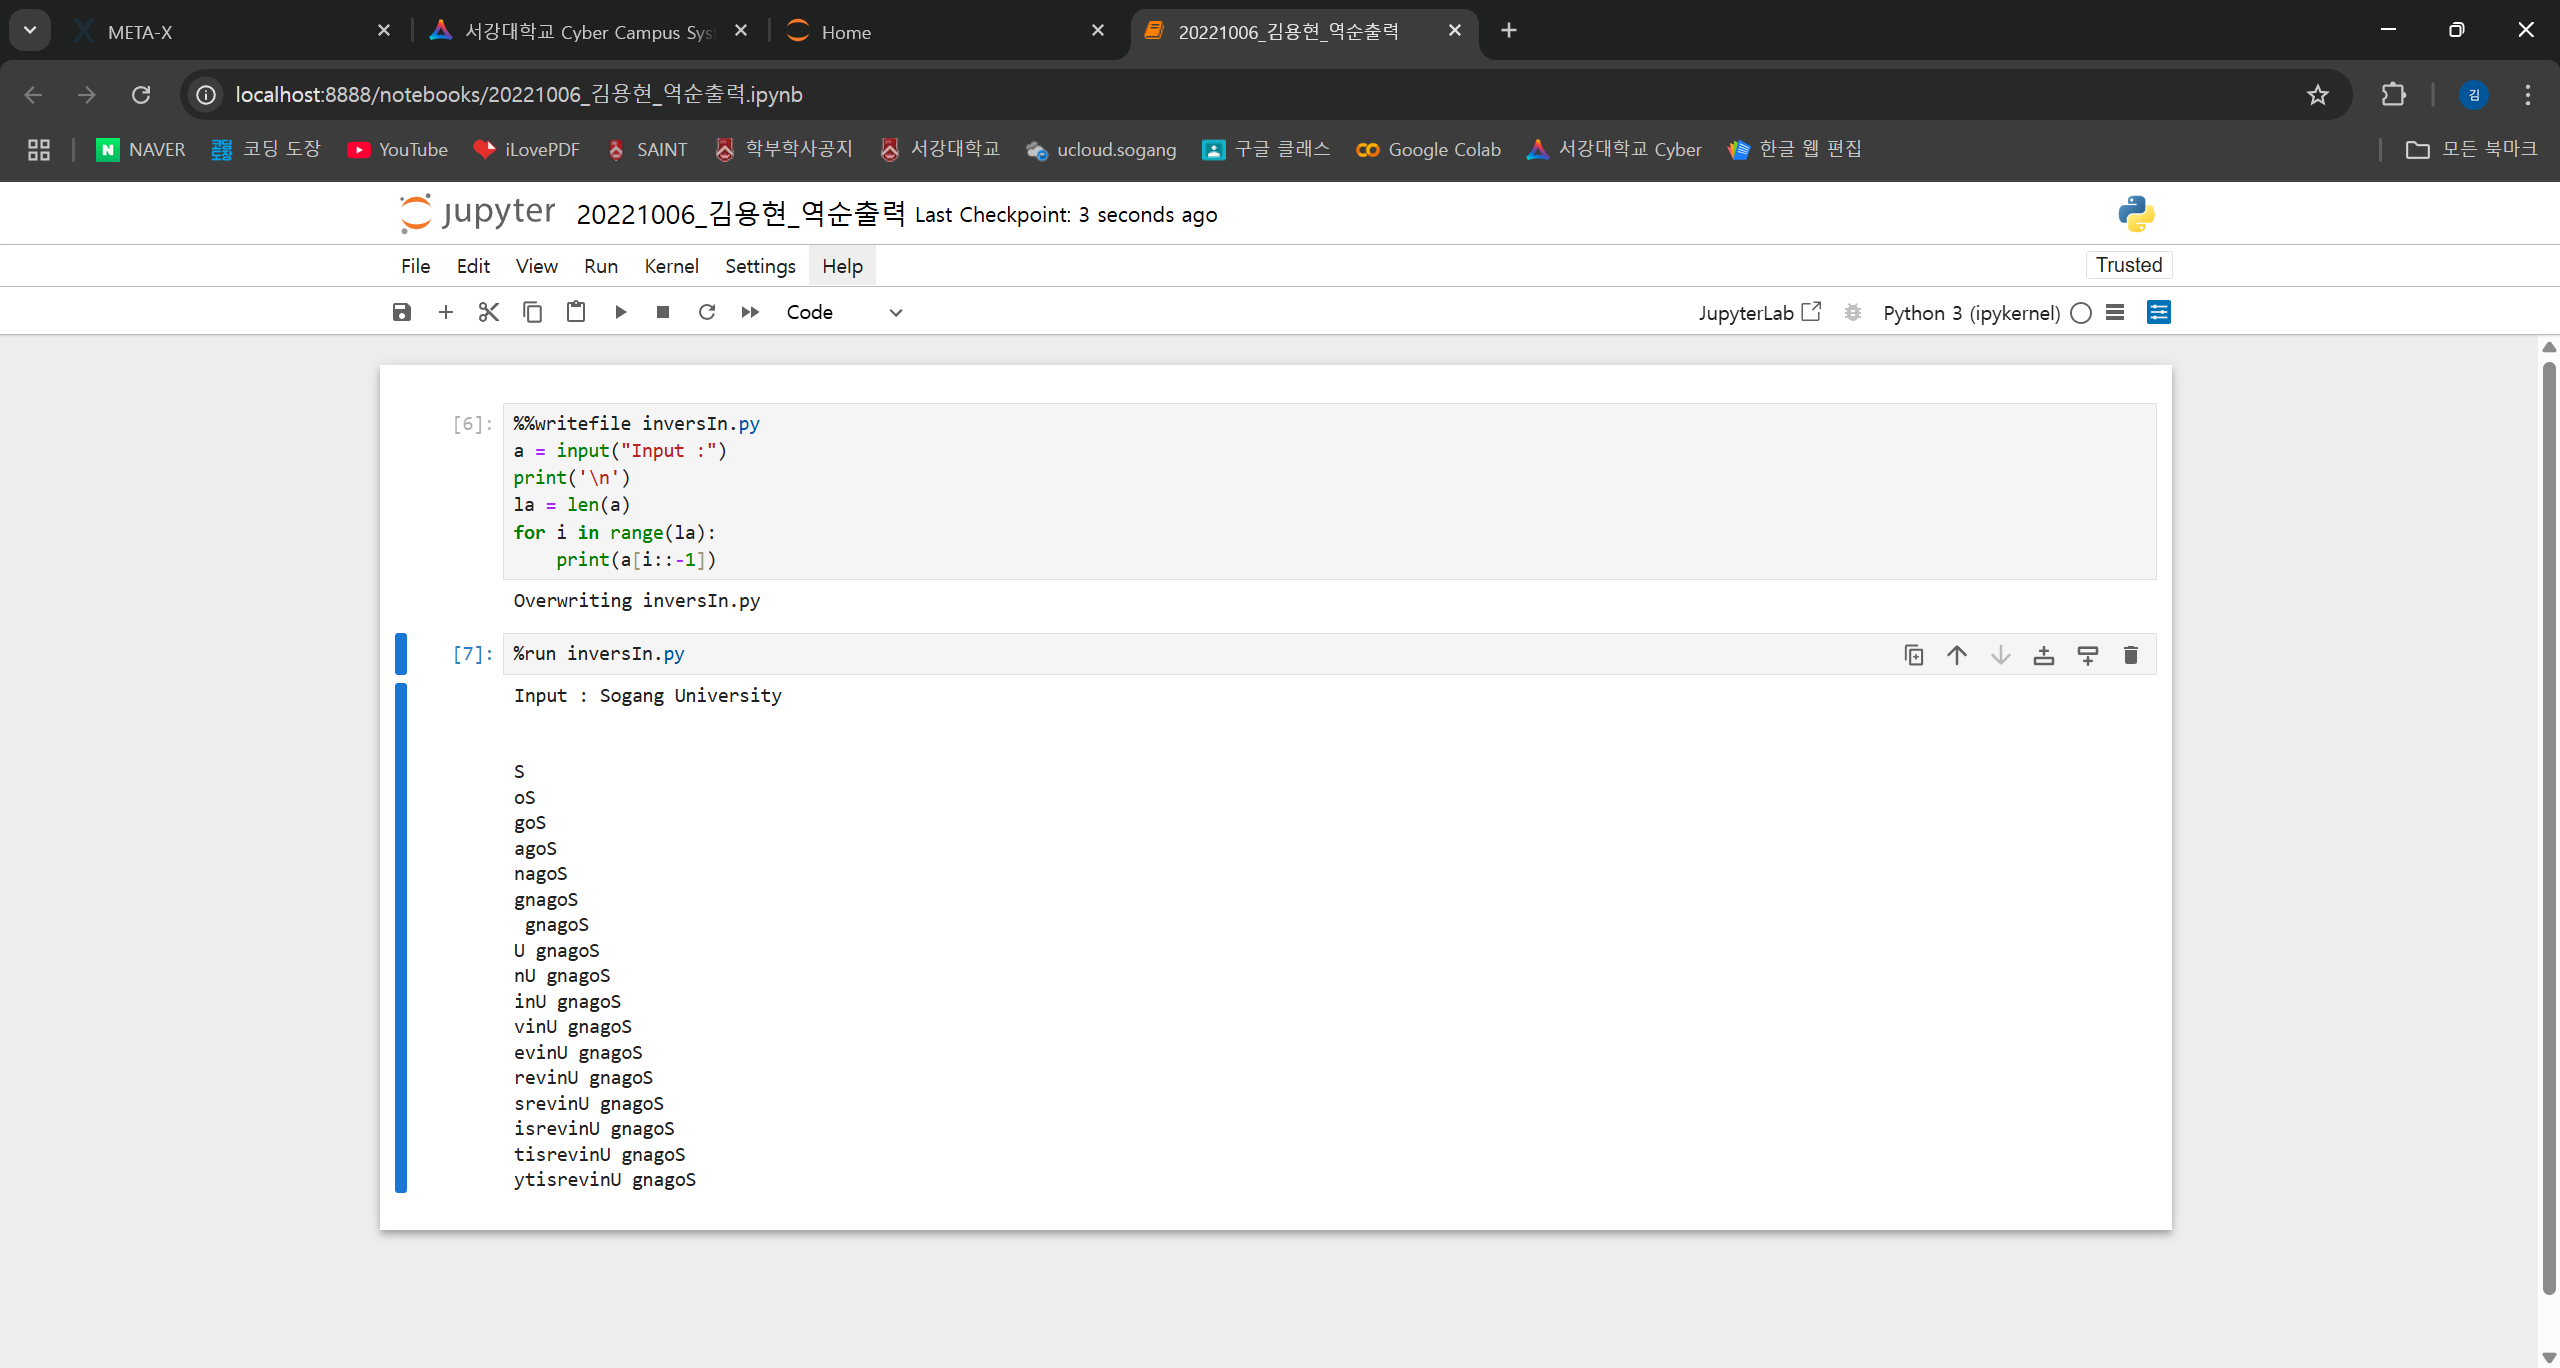 META-X
서강대학교 Cyber Campus Sys
Home
20221006_김용현_역순출력
localhost:8888/notebooks/20221006_김용현_역순출력.ipynb
김
NAVER
코딩 도장
YouTube
iLovePDF
SAINT
학부학사공지
서강대학교
ucloud.sogang
구글 클래스
Google Colab
서강대학교 Cyber
한글 웹 편집
모든 북마크
jupyter 20221006_김용현_역순출력 Last Checkpoint: 3 seconds ago
File Edit View Run Kernel Settings Help
Trusted
Code
JupyterLab
Python 3 (ipykernel)
[6]: %%writefile inversIn.py
a = input("Input :")
print('\n')
la = len(a)
for i in range(la):
    print(a[i::-1])
Overwriting inversIn.py
[7]: %run inversIn.py
Input : Sogang University
S
oS
goS
agoS
nagoS
gnagoS
 gnagoS
U gnagoS
nU gnagoS
inU gnagoS
vinU gnagoS
evinU gnagoS
revinU gnagoS
srevinU gnagoS
isrevinU gnagoS
tisrevinU gnagoS
ytisrevinU gnagoS